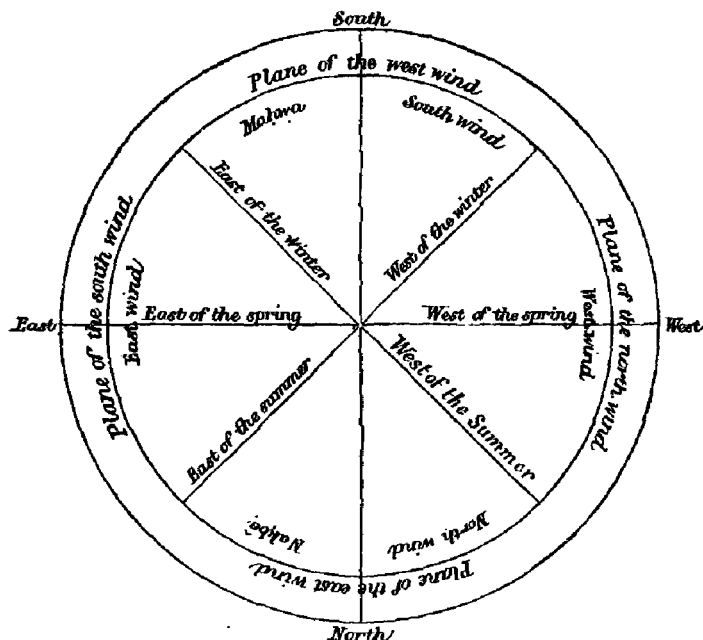 South
Plane of the west wind
Malwa
South wind
East of the winter
West of the winter
Plane of the south wind
Plane of the north wind
East wind
West wind
East
East of the spring
West of the spring
West
East of the summer
West of the Summer
Nakbâ
North wind
Plane of the east wind
North